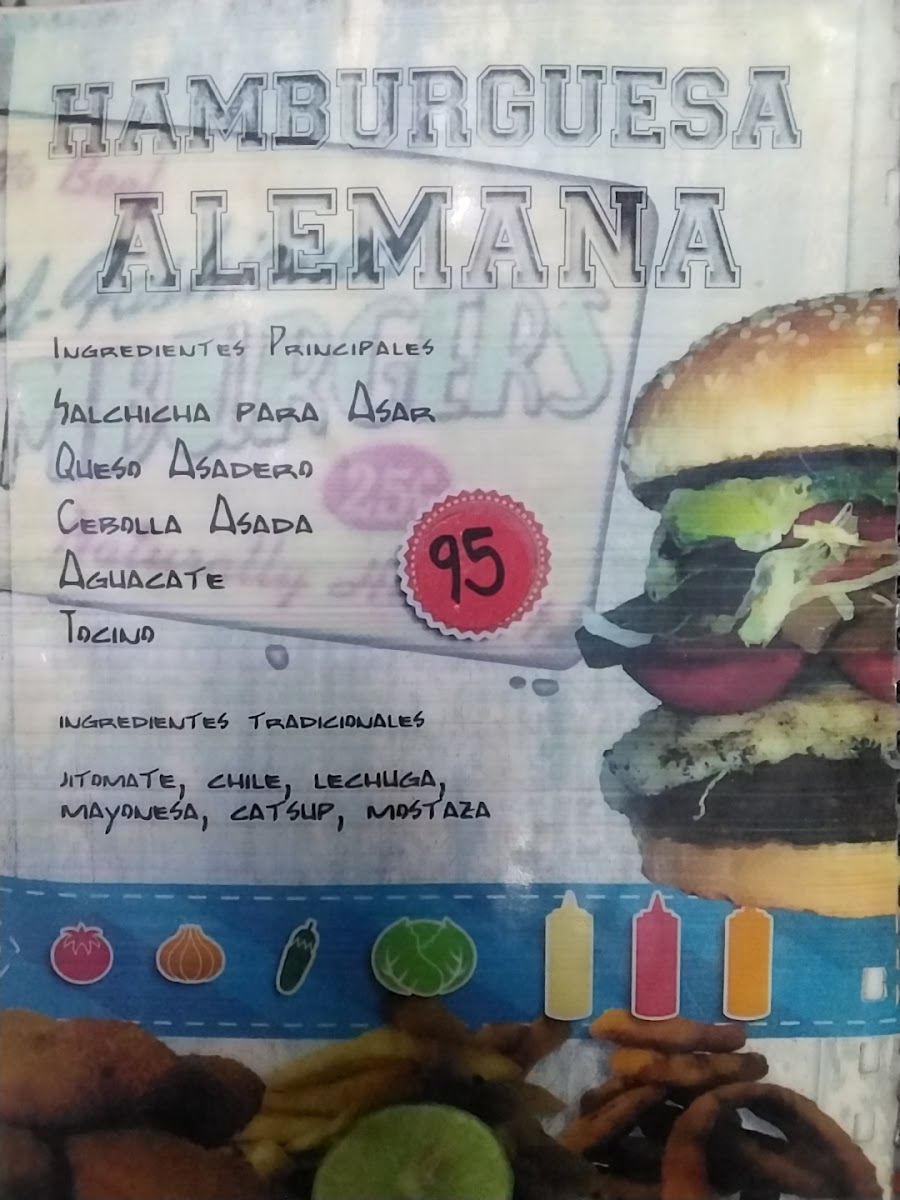 HAMBURGUESA
ALEMANA
INGREDIENTES PRINCIPALES
SALCHICHA PARA ASAR
QUESO ASADERO
25¢
CEBOLLA ASADA
95
AGUACATE
TOCINO
INGREDIENTES TRADICIONALES
JITOMATE, CHILE, LECHUGA,
MAYONESA, CATSUP, MOSTAZA